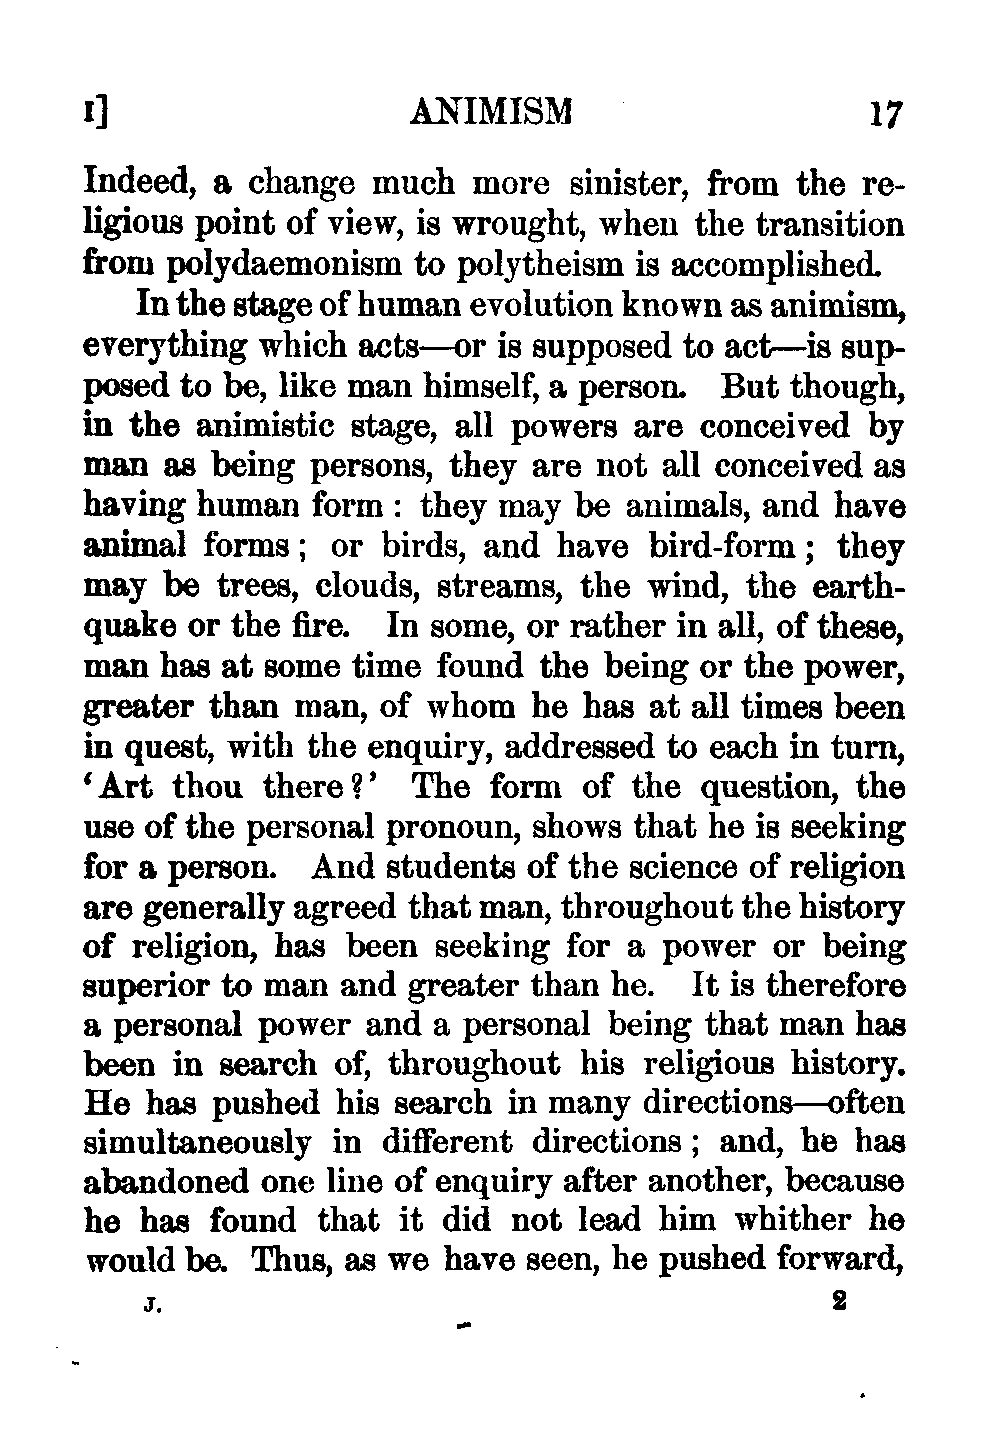 I] ANIMISM 17
Indeed, a change much more sinister, from the re-
ligious point of view, is wrought, when the transition
from polydaemonism to polytheism is accomplished.
In the stage of human evolution known as animism,
everything which acts—or is supposed to act—is sup-
posed to be, like man himself, a person. But though,
in the animistic stage, all powers are conceived by
man as being persons, they are not all conceived as
having human form : they may be animals, and have
animal forms ; or birds, and have bird-form ; they
may be trees, clouds, streams, the wind, the earth-
quake or the fire. In some, or rather in all, of these,
man has at some time found the being or the power,
greater than man, of whom he has at all times been
in quest, with the enquiry, addressed to each in turn,
‘Art thou there?’ The form of the question, the
use of the personal pronoun, shows that he is seeking
for a person. And students of the science of religion
are generally agreed that man, throughout the history
of religion, has been seeking for a power or being
superior to man and greater than he. It is therefore
a personal power and a personal being that man has
been in search of, throughout his religious history.
He has pushed his search in many directions—often
simultaneously in different directions ; and, he has
abandoned one line of enquiry after another, because
he has found that it did not lead him whither he
would be. Thus, as we have seen, he pushed forward,
J. 2